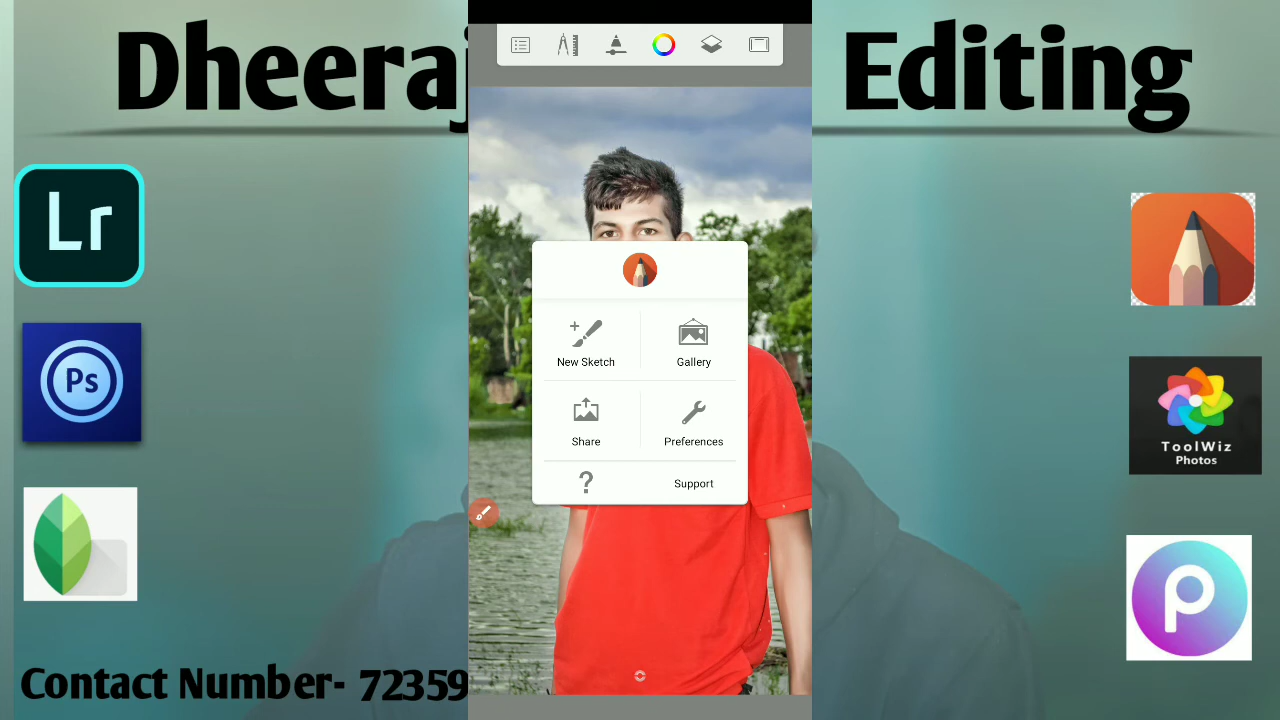 Dheeraj Editing
Lr
Ps
New Sketch
Gallery
Share
Preferences
?
Support
ToolWiz
Photos
P
Contact Number- 72359